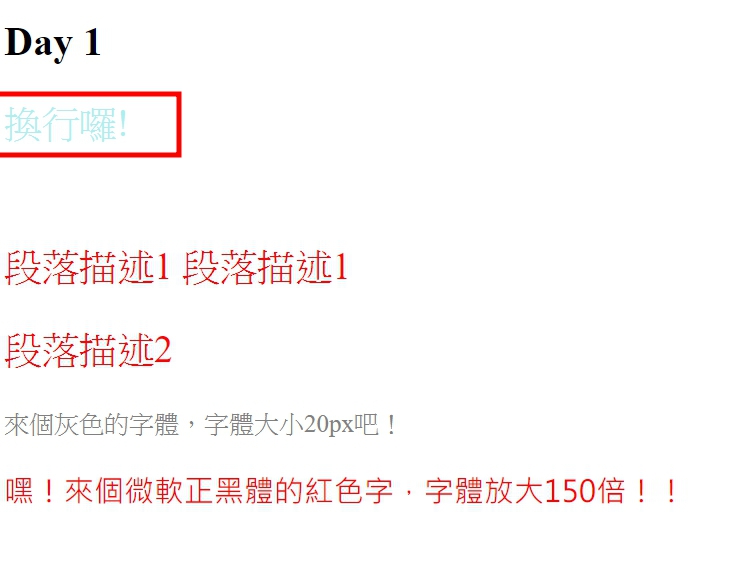 Day 1
換行囉!
段落描述1 段落描述1
段落描述2
來個灰色的字體，字體大小20px吧！
嘿！來個微軟正黑體的紅色字，字體放大150倍！！